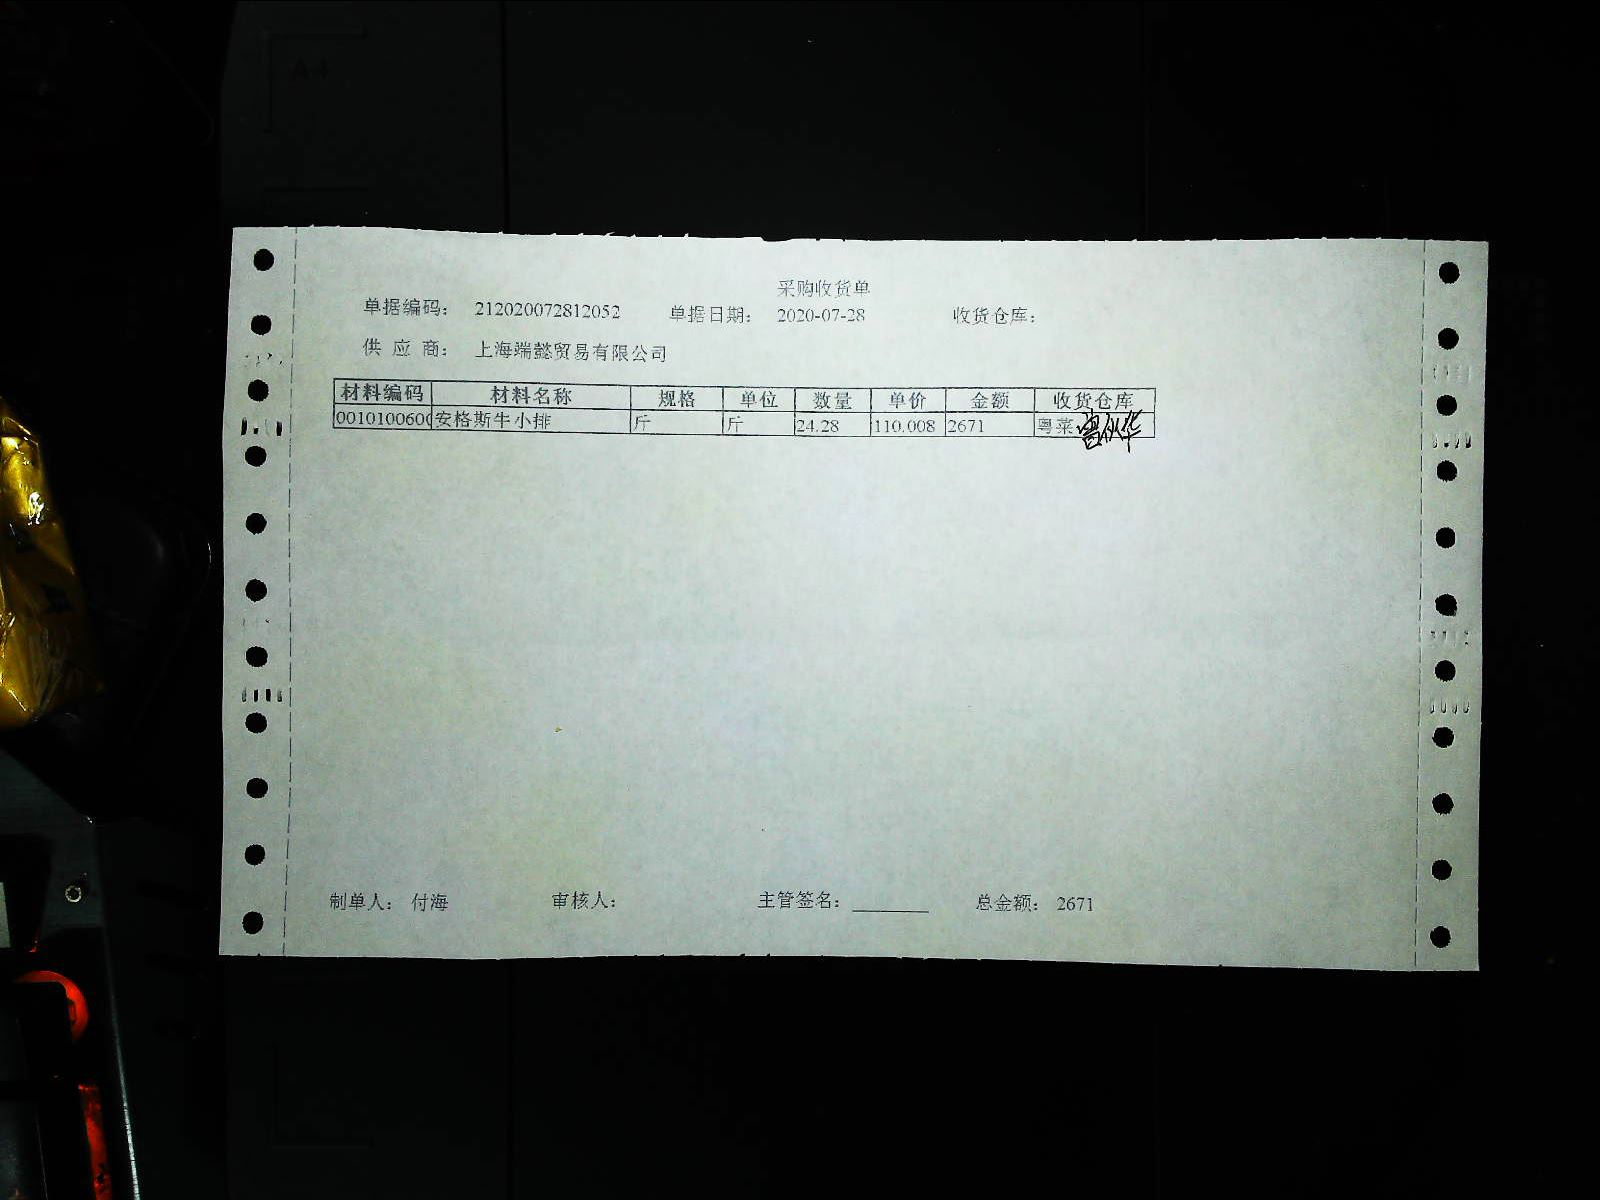 采购收货单
单据编码: 212020072812052 单据日期: 2020-07-28 收货仓库:
供 应 商: 上海端懿贸易有限公司
材料编码 材料名称 规格 单位 数量 单价 金额 收货仓库
0010100600 安格斯牛小排 斤 斤 24.28 110.008 2671 粤菜
制单人: 付海 审核人: 主管签名: ________ 总金额: 2671